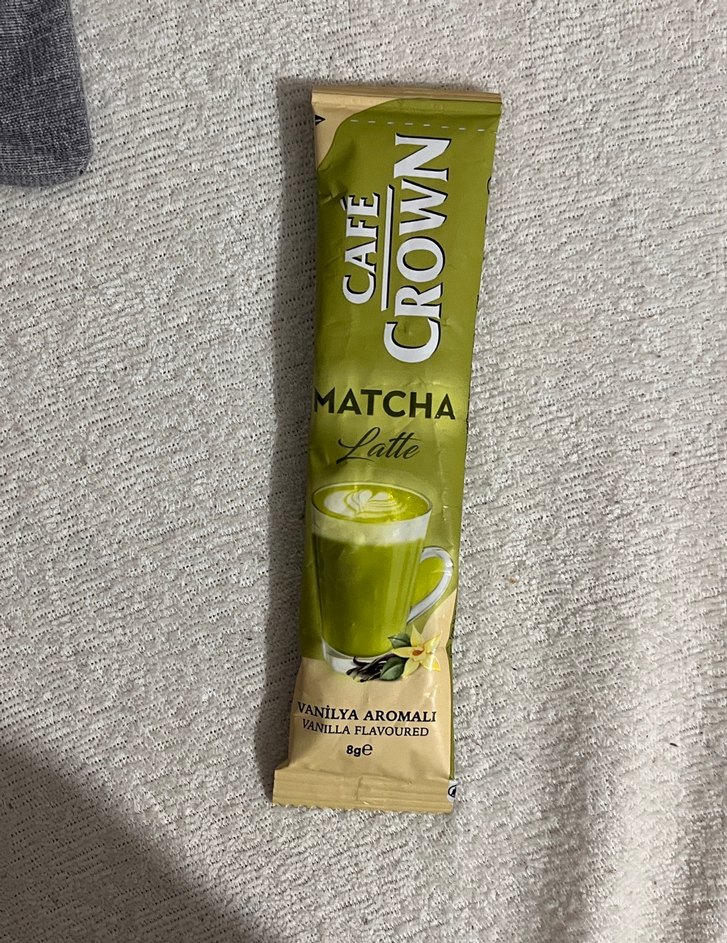 CAFÉ
CROWN
MATCHA
Latte
VANİLYA AROMALI
VANILLA FLAVOURED
8g℮